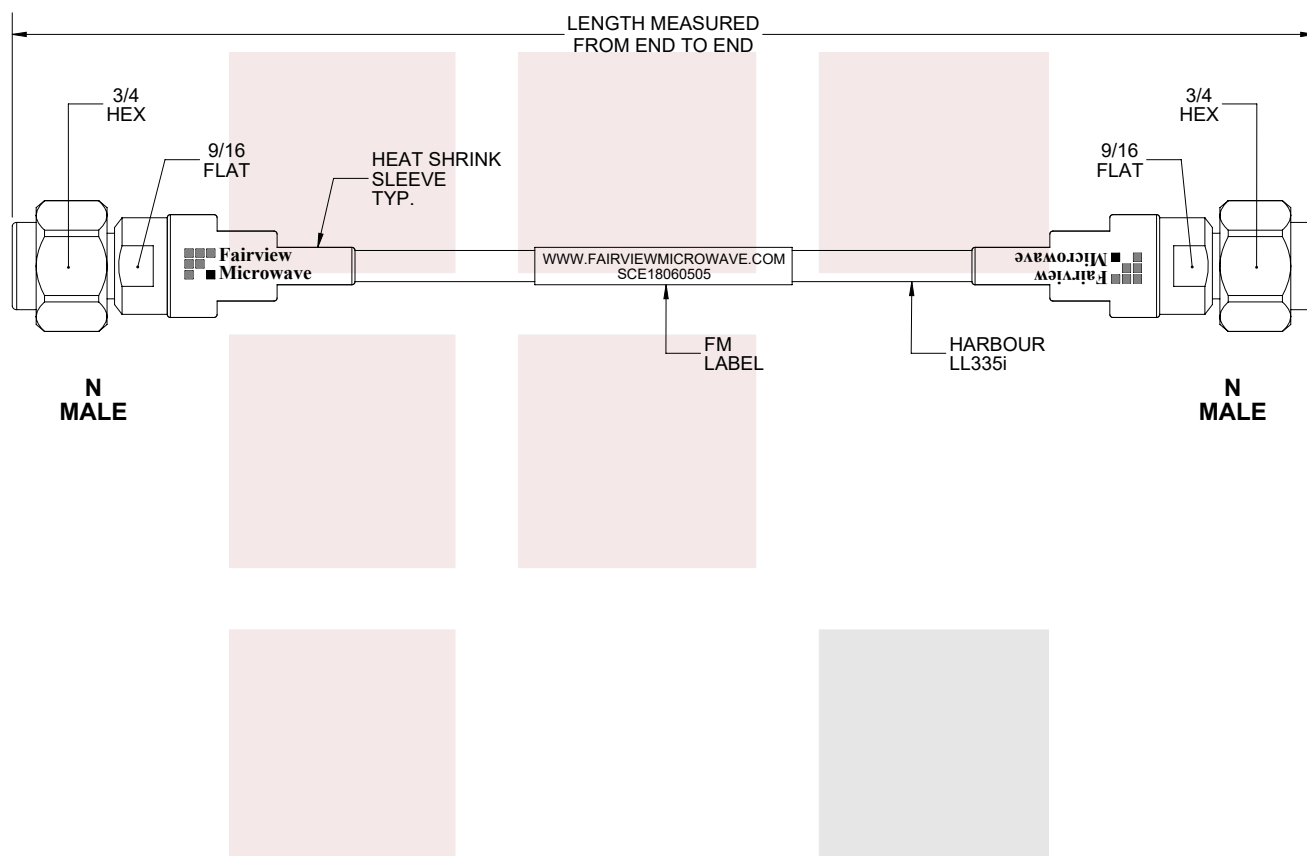 LENGTH MEASURED
FROM END TO END
3/4
HEX
3/4
HEX
9/16
FLAT
HEAT SHRINK
SLEEVE
TYP.
9/16
FLAT
Fairview
Microwave
WWW.FAIRVIEWMICROWAVE.COM
SCE18060505
Fairview
Microwave
FM
LABEL
HARBOUR
LL335i
N
MALE
N
MALE